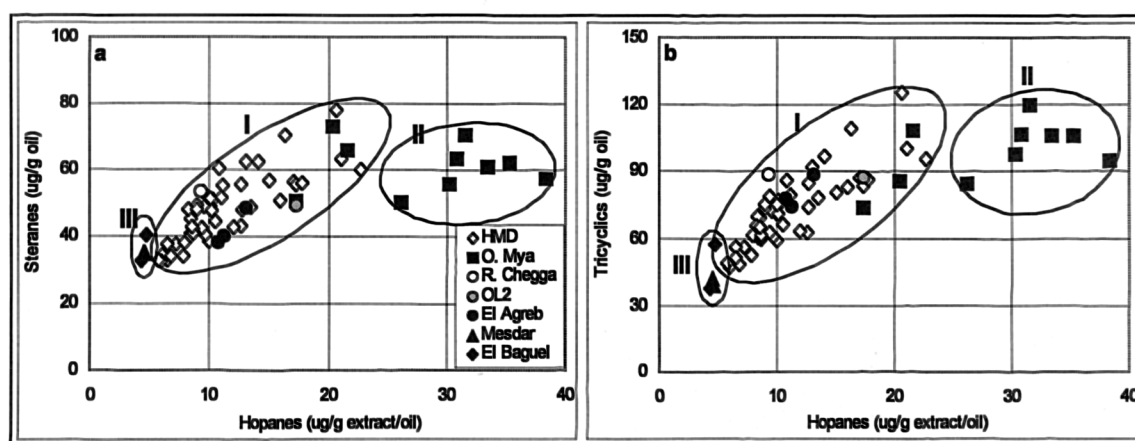 a
I
II
III
100
80
60
40
20
0
Steranes (ug/g oil)
0 10 20 30 40
Hopanes (ug/g extract/oil)
HMD
O. Mya
R. Chegga
OL2
El Agreb
Mesdar
El Baguel
b
I
II
III
150
120
90
60
30
0
Tricyclics (ug/g oil)
0 10 20 30 40
Hopanes (ug/g extract/oil)